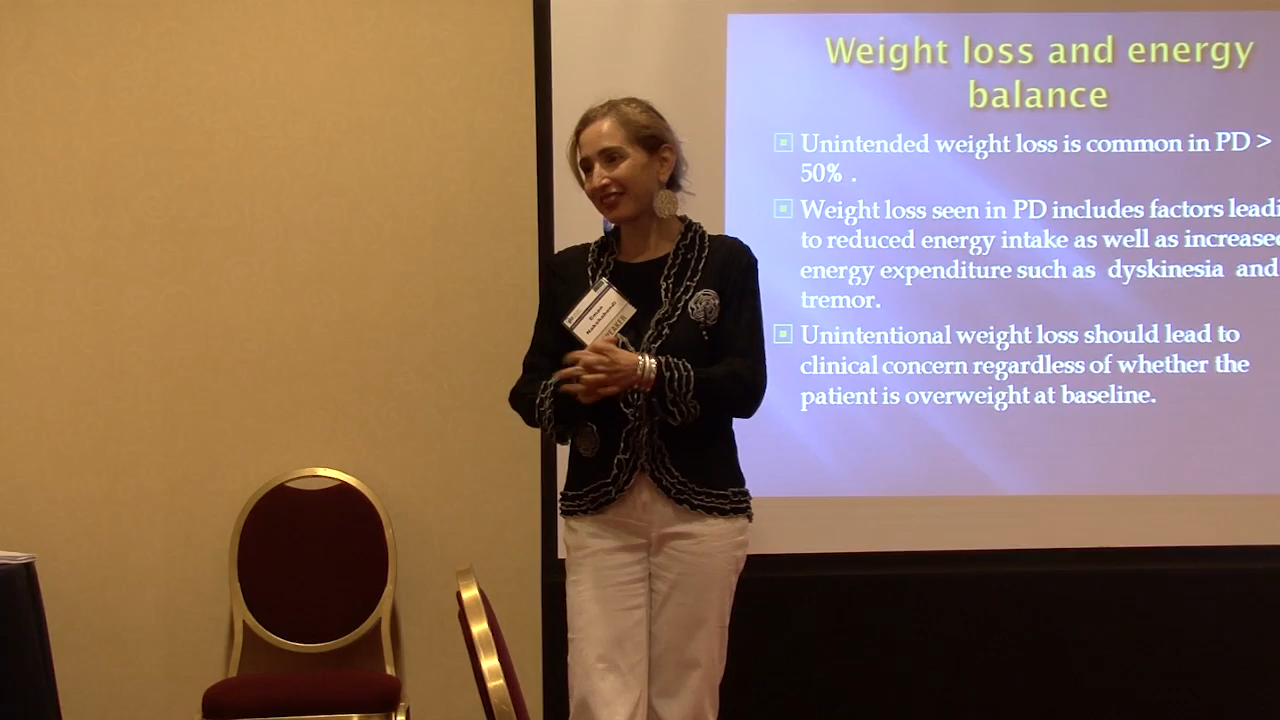 Weight loss and energy
balance
Unintended weight loss is common in PD >
50% .
Weight loss seen in PD includes factors leadi
to reduced energy intake as well as increased
energy expenditure such as dyskinesia and
tremor.
Unintentional weight loss should lead to
clinical concern regardless of whether the
patient is overweight at baseline.
Eman